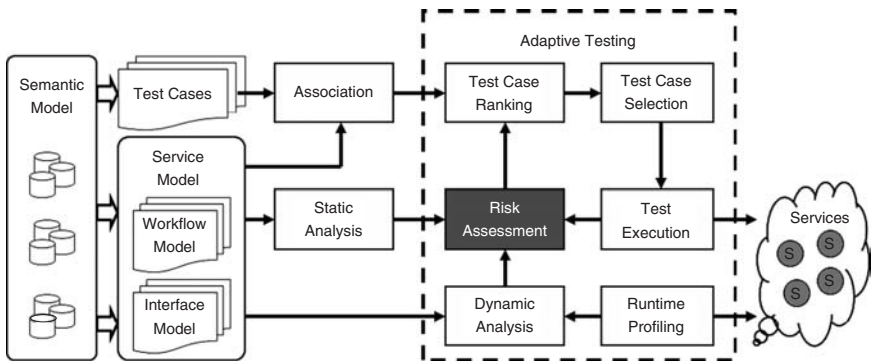 Adaptive Testing
Semantic
Model
Test Cases
Association
Test Case
Ranking
Test Case
Selection
Service
Model
Workflow
Model
Static
Analysis
Risk
Assessment
Test
Execution
Services
S
S
S
S
Interface
Model
Dynamic
Analysis
Runtime
Profiling